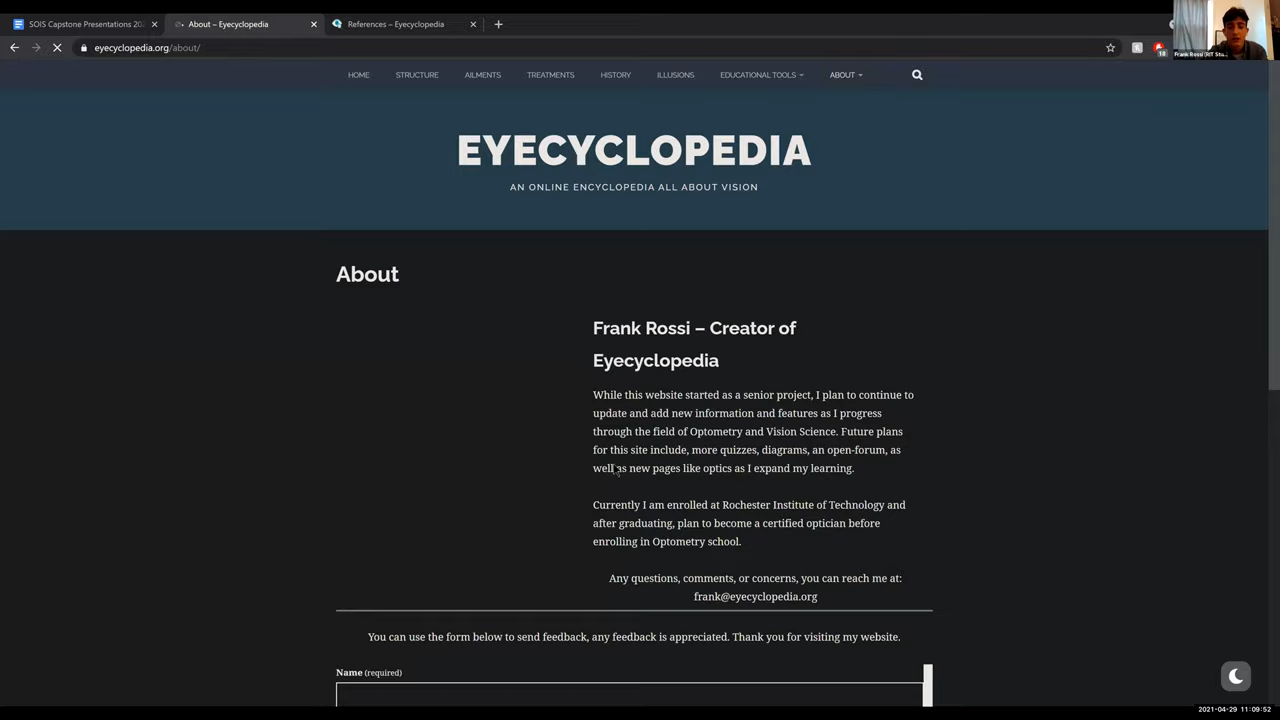 SOIS Capstone Presentations 202
About – Eyecyclopedia
References – Eyecyclopedia
eyecyclopedia.org/about/
18
Frank Rossi (RIT Stu...
HOME STRUCTURE AILMENTS TREATMENTS HISTORY ILLUSIONS EDUCATIONAL TOOLS ABOUT
EYECYCLOPEDIA
AN ONLINE ENCYCLOPEDIA ALL ABOUT VISION
About
Frank Rossi – Creator of
Eyecyclopedia
While this website started as a senior project, I plan to continue to
update and add new information and features as I progress
through the field of Optometry and Vision Science. Future plans
for this site include, more quizzes, diagrams, an open-forum, as
well as new pages like optics as I expand my learning.
Currently I am enrolled at Rochester Institute of Technology and
after graduating, plan to become a certified optician before
enrolling in Optometry school.
Any questions, comments, or concerns, you can reach me at:
frank@eyecyclopedia.org
You can use the form below to send feedback, any feedback is appreciated. Thank you for visiting my website.
Name (required)
2021-04-29 11:09:52